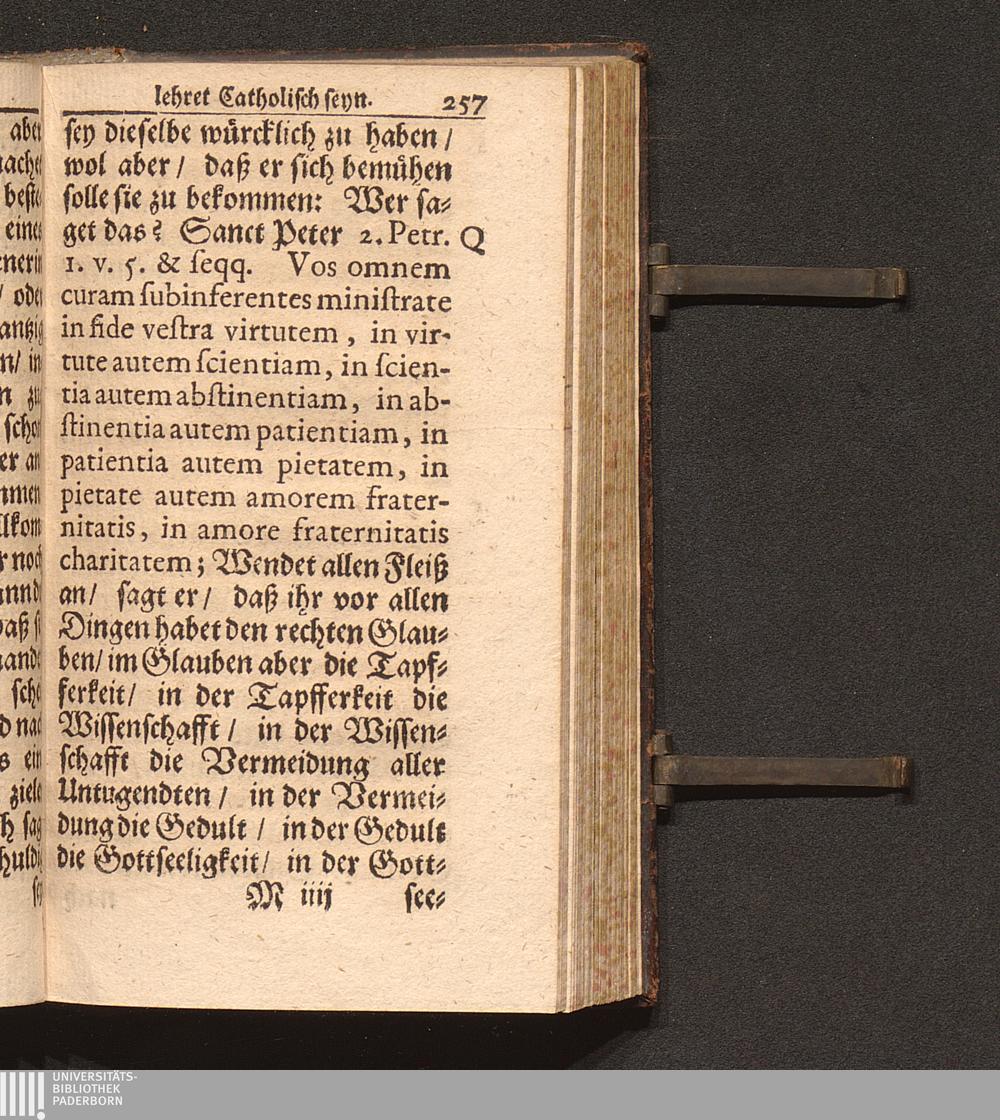 lehret Catholisch seyn. 257
sey dieselbe würcklich zu haben /
wol aber / daß er sich bemühen
solle sie zu bekommen: Wer sa⸗
get das? Sanct Peter 2. Petr. Q
1. v. 5. & ſeqq. Vos omnem
curam ſubinferentes miniſtrate
in fide veſtra virtutem, in vir-
tute autem ſcientiam, in ſcien-
tia autem abſtinentiam, in ab-
ſtinentia autem patientiam, in
patientia autem pietatem, in
pietate autem amorem frater-
nitatis, in amore fraternitatis
charitatem; Wendet allen Fleiß
an/ sagt er/ daß ihr vor allen
Dingen habet den rechten Glau⸗
ben/ im Glauben aber die Tapf⸗
ferkeit/ in der Tapfferkeit die
Wissenschafft / in der Wissen⸗
schafft die Vermeidung aller
Untugendten / in der Vermei⸗
dung die Gedult / in der Gedult
die Gottseeligkeit/ in der Gott⸗
M iiij see⸗
UNIVERSITÄTS-
BIBLIOTHEK
PADERBORN